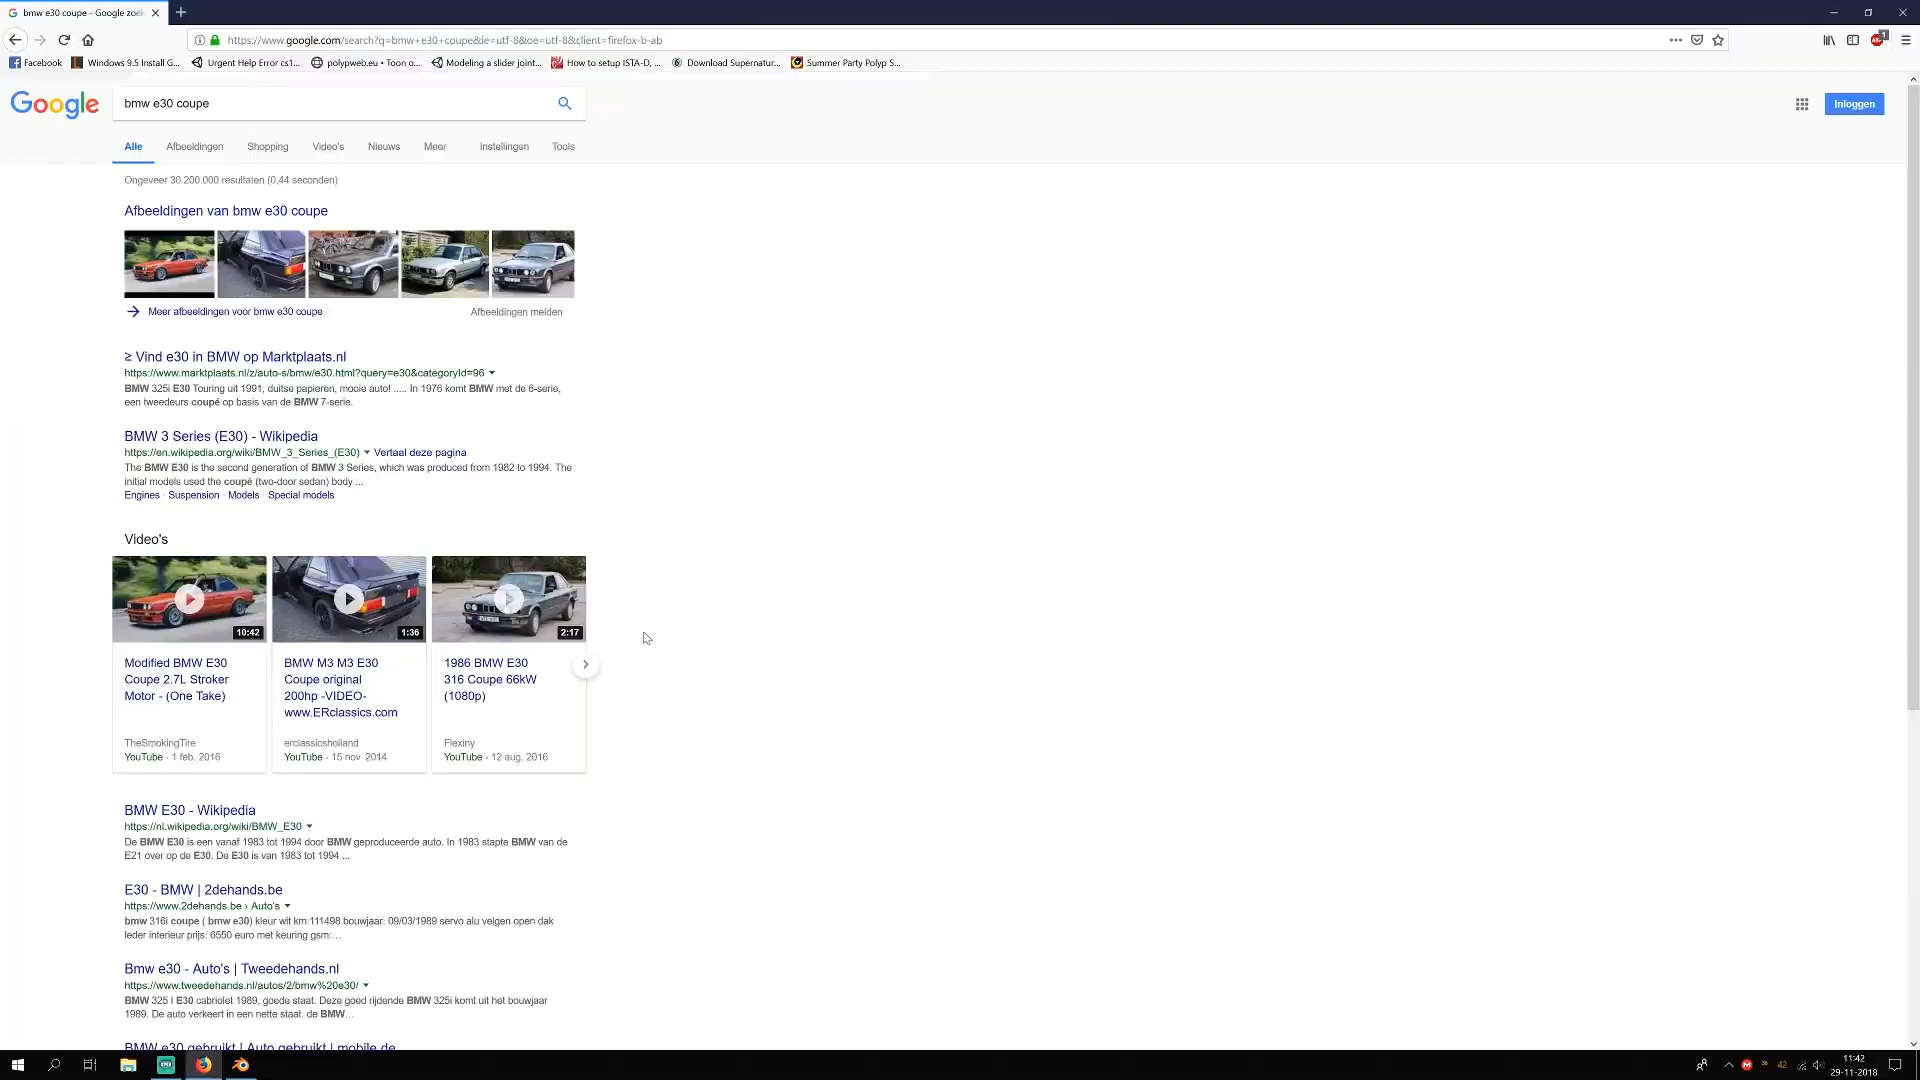 bmw e30 coupe - Google zoek
https://www.google.com/search?q=bmw+e30+coupe&ie=utf-8&oe=utf-8&client=firefox-b-ab
1
Facebook
Windows 9.5 Install G...
Urgent Help Error cs1...
polypweb.eu • Toon o...
Modeling a slider joint...
How to setup ISTA-D, ...
Download Supernatur...
Summer Party Polyp S...
Google
bmw e30 coupe
Inloggen
Alle Afbeeldingen Shopping Video's Nieuws Meer Instellingen Tools
Ongeveer 30.200.000 resultaten (0,44 seconden)
Afbeeldingen van bmw e30 coupe
Meer afbeeldingen voor bmw e30 coupe
Afbeeldingen melden
≥ Vind e30 in BMW op Marktplaats.nl
https://www.marktplaats.nl/z/auto-s/bmw/e30.html?query=e30&categoryId=96
BMW 325i E30 Touring uit 1991, duitse papieren, mooie auto! ..... In 1976 komt BMW met de 6-serie,
een tweedeurs coupé op basis van de BMW 7-serie.
BMW 3 Series (E30) - Wikipedia
https://en.wikipedia.org/wiki/BMW_3_Series_(E30) Vertaal deze pagina
The BMW E30 is the second generation of BMW 3 Series, which was produced from 1982 to 1994. The
initial models used the coupé (two-door sedan) body ...
Engines · Suspension · Models · Special models
Video's
10:42
1:36
2:17
Modified BMW E30
Coupe 2.7L Stroker
Motor - (One Take)
TheSmokingTire
YouTube - 1 feb. 2016
BMW M3 M3 E30
Coupe original
200hp -VIDEO-
www.ERclassics.com
erclassicsholland
YouTube - 15 nov. 2014
1986 BMW E30
316 Coupe 66kW
(1080p)
Flexiny
YouTube - 12 aug. 2016
BMW E30 - Wikipedia
https://nl.wikipedia.org/wiki/BMW_E30
De BMW E30 is een vanaf 1983 tot 1994 door BMW geproduceerde auto. In 1983 stapte BMW van de
E21 over op de E30. De E30 is van 1983 tot 1994 ...
E30 - BMW | 2dehands.be
https://www.2dehands.be › Auto's
bmw 316i coupe ( bmw e30) kleur wit km:111498 bouwjaar: 09/03/1989 servo alu velgen open dak
leder interieur prijs: 6550 euro met keuring gsm:...
Bmw e30 - Auto's | Tweedehands.nl
https://www.tweedehands.nl/autos/2/bmw%20e30/
BMW 325 I E30 cabriolet 1989, goede staat. Deze goed rijdende BMW 325i komt uit het bouwjaar
1989. De auto verkeert in een nette staat. de BMW...
BMW e30 gebruikt | Auto gebruikt | mobile.de
42
11:42
29-11-2018